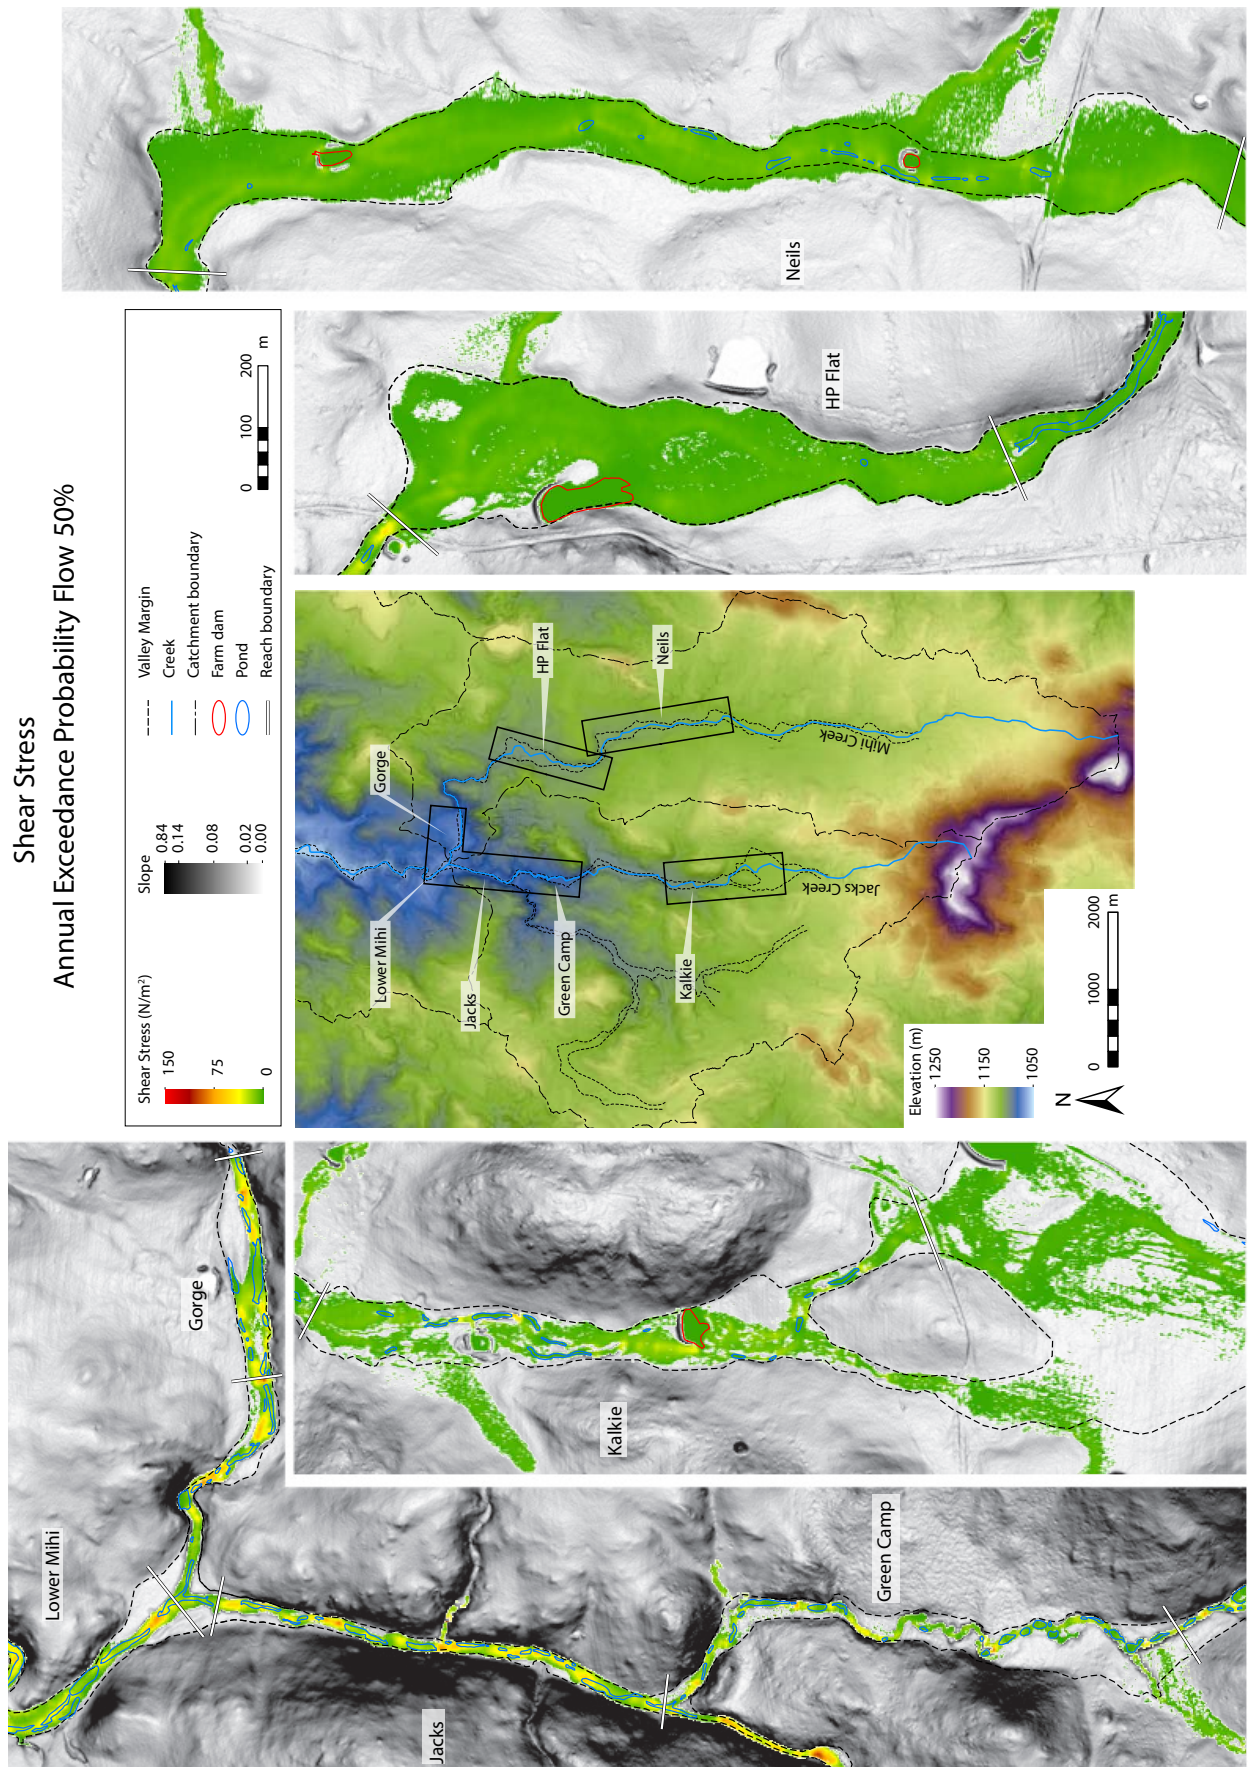 Shear Stress
Annual Exceedance Probability Flow 50%
Shear Stress (N/m²)
150
75
0
Slope
0.84
0.14
0.08
0.02
0.00
Valley Margin
Creek
Catchment boundary
Farm dam
Pond
Reach boundary
0
100
200
m
Lower Mihi
Gorge
Jacks
Green Camp
Kalkie
Lower Mihi
Gorge
Jacks
Green Camp
Kalkie
HP Flat
Neils
Jacks Creek
Mihi Creek
Elevation (m)
1250
1150
1050
N
0
1000
2000
m
HP Flat
Neils